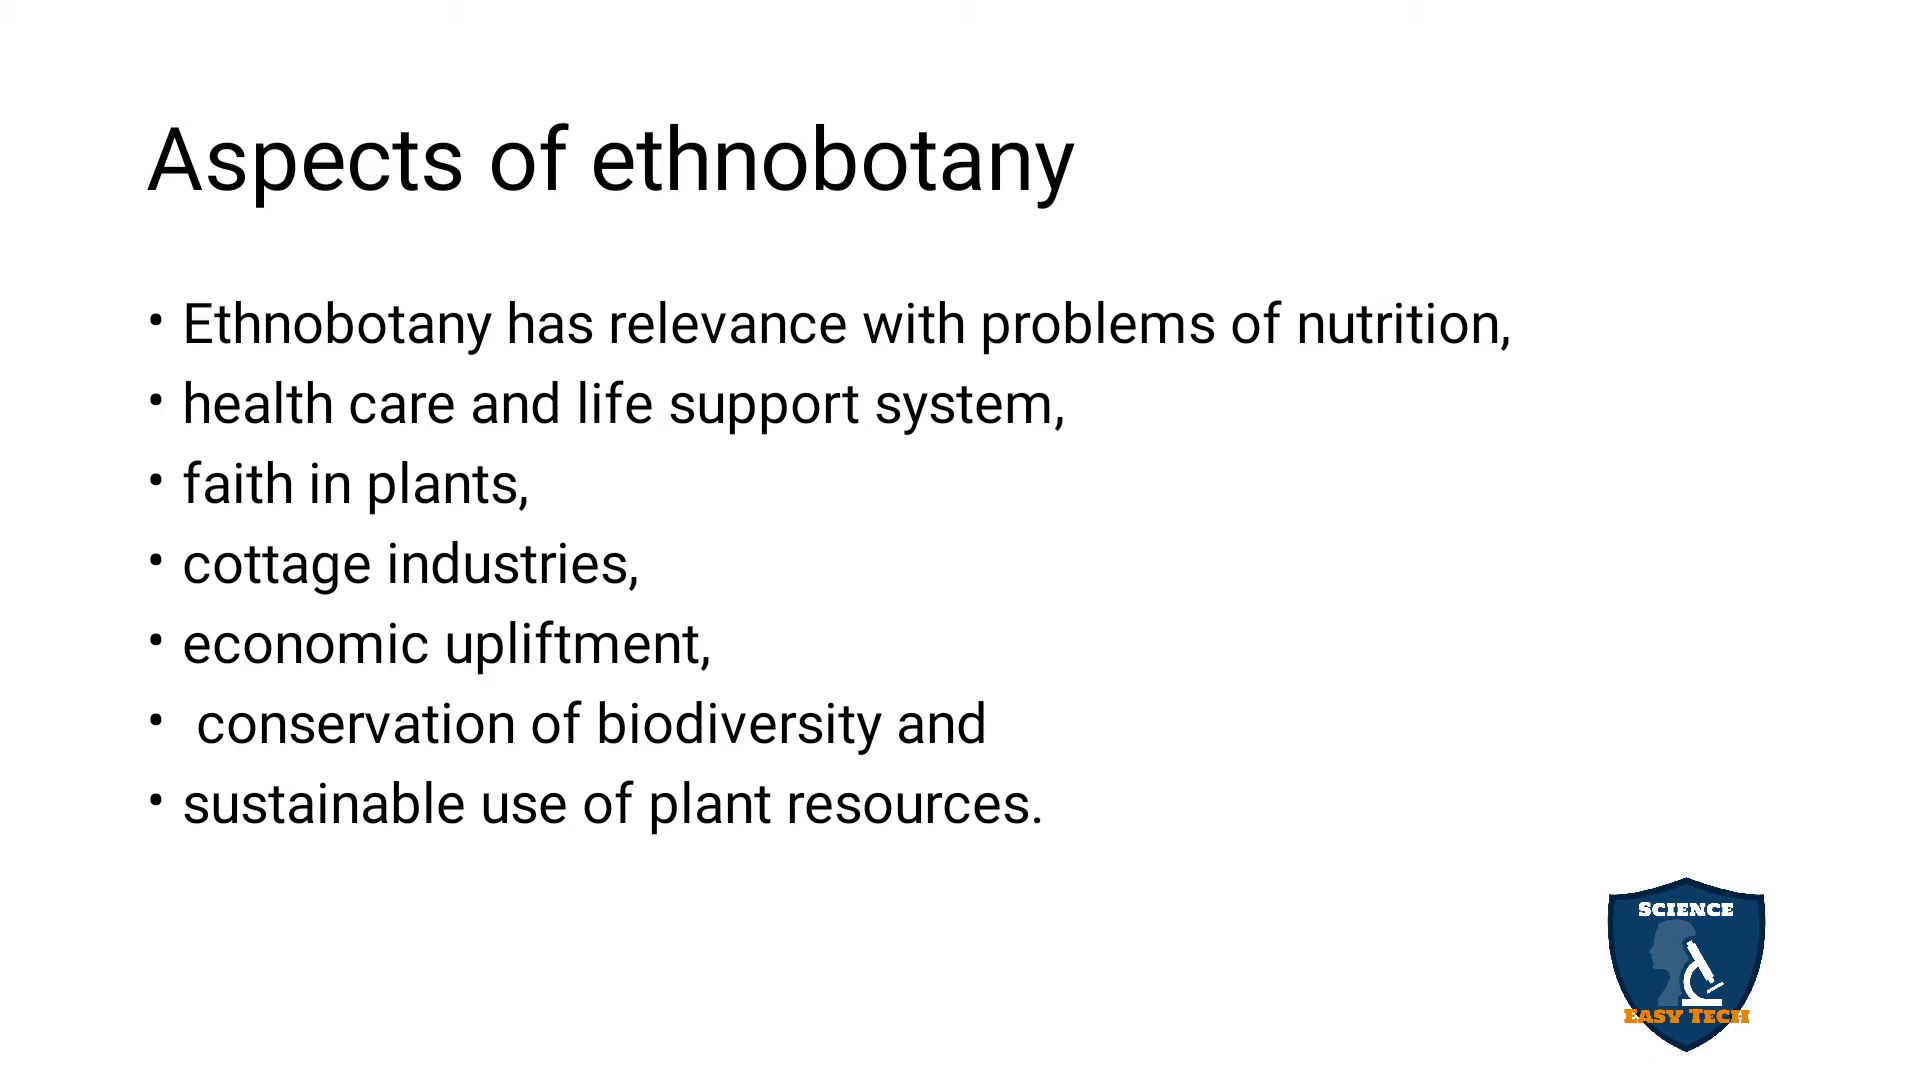 Aspects of ethnobotany
• Ethnobotany has relevance with problems of nutrition,
• health care and life support system,
• faith in plants,
• cottage industries,
• economic upliftment,
• conservation of biodiversity and
• sustainable use of plant resources.
SCIENCE
EASY TECH